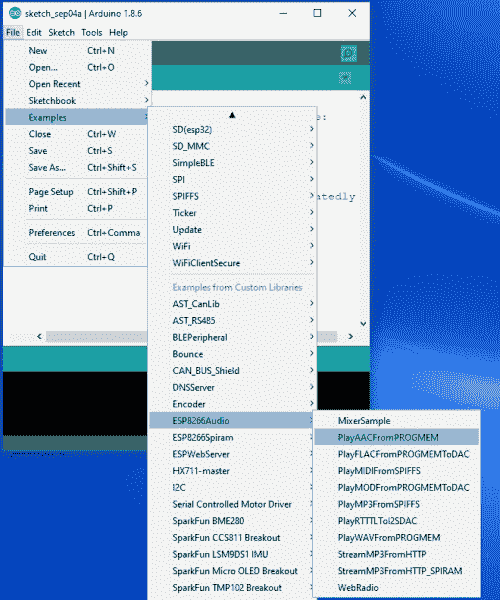 sketch_sep04a | Arduino 1.8.6
File Edit Sketch Tools Help
New Ctrl+N
Open... Ctrl+O
Open Recent
Sketchbook
Examples
Close Ctrl+W
Save Ctrl+S
Save As... Ctrl+Shift+S
Page Setup Ctrl+Shift+P
Print Ctrl+P
Preferences Ctrl+Comma
Quit Ctrl+Q
e:
atedly
SD(esp32)
SD_MMC
SimpleBLE
SPI
SPIFFS
Ticker
Update
WiFi
WiFiClientSecure
Examples from Custom Libraries
AST_CanLib
AST_RS485
BLEPeripheral
Bounce
CAN_BUS_Shield
DNSServer
Encoder
ESP8266Audio
ESP8266Spiram
ESPWebServer
HX711-master
I2C
Serial Controlled Motor Driver
SparkFun BME280
SparkFun CCS811 Breakout
SparkFun LSM9DS1 IMU
SparkFun Micro OLED Breakout
SparkFun TMP102 Breakout
MixerSample
PlayAACFromPROGMEM
PlayFLACFromPROGMEMToDAC
PlayMIDIFromSPIFFS
PlayMODFromPROGMEMToDAC
PlayMP3FromSPIFFS
PlayRTTTLToI2SDAC
PlayWAVFromPROGMEM
StreamMP3FromHTTP
StreamMP3FromHTTP_SPIRAM
WebRadio